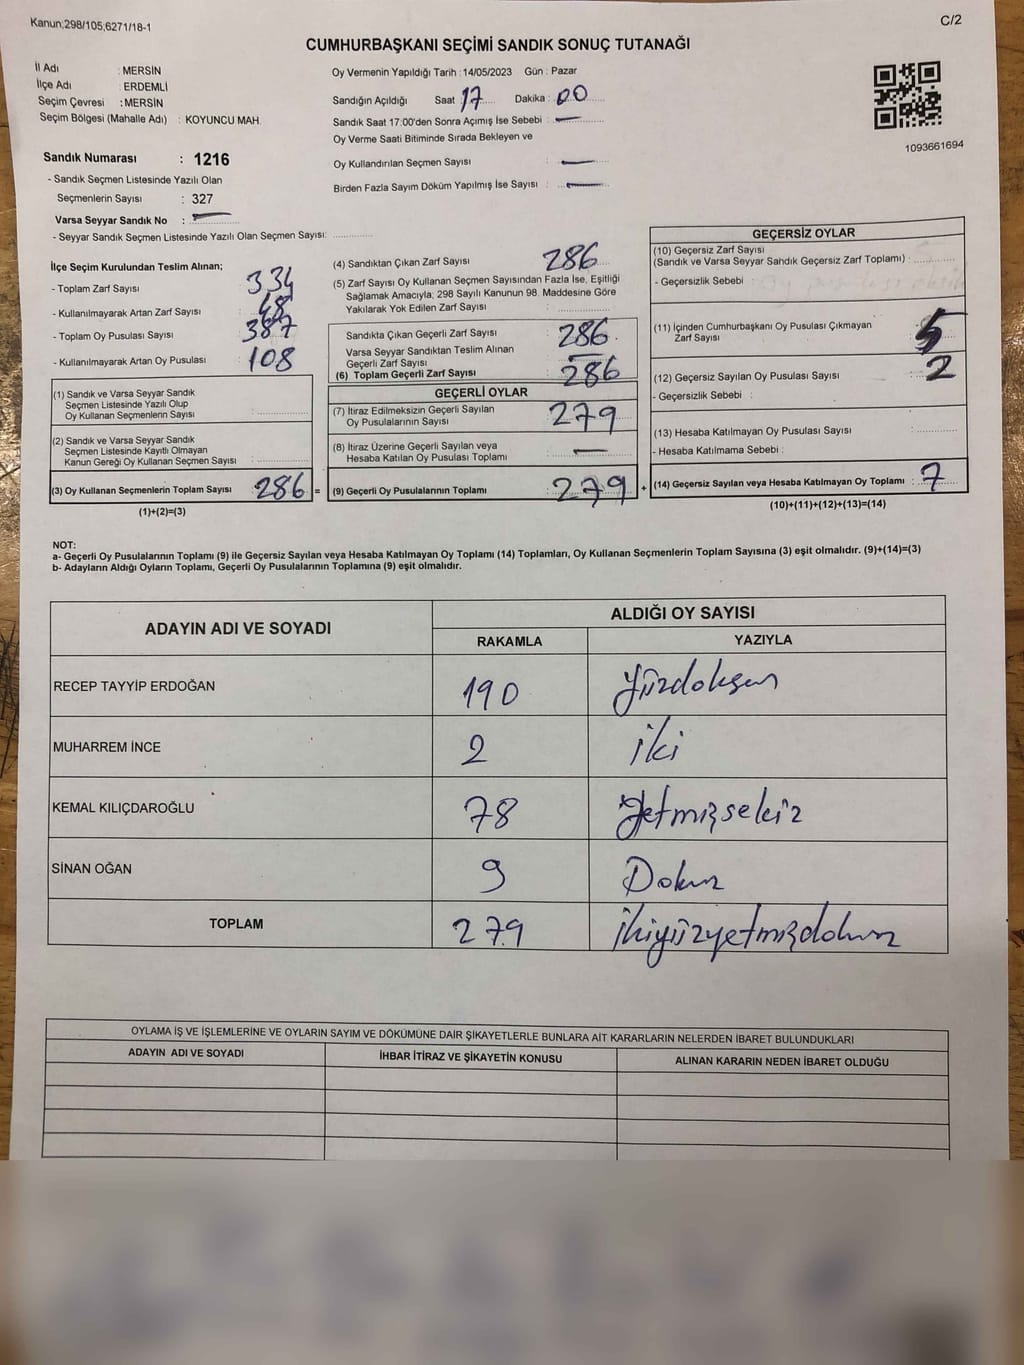 Kanun;298/105,6271/18-1
C/2
CUMHURBAŞKANI SEÇİMİ SANDIK SONUÇ TUTANAĞI
İl Adı : MERSİN
İlçe Adı : ERDEMLİ
Seçim Çevresi : MERSİN
Seçim Bölgesi (Mahalle Adı) : KOYUNCU MAH.
Sandık Numarası : 1216
- Sandık Seçmen Listesinde Yazılı Olan
Seçmenlerin Sayısı : 327
Varsa Seyyar Sandık No : —
- Seyyar Sandık Seçmen Listesinde Yazılı Olan Seçmen Sayısı: ............
Oy Vermenin Yapıldığı Tarih : 14/05/2023 Gün : Pazar
Sandığın Açıldığı Saat : 17 Dakika : 00
Sandık Saat 17:00'den Sonra Açımış İse Sebebi : —
Oy Verme Saati Bitiminde Sırada Bekleyen ve
Oy Kullandırılan Seçmen Sayısı : —
Birden Fazla Sayım Döküm Yapılmış İse Sayısı : —
1093661694
İlçe Seçim Kurulundan Teslim Alınan;
- Toplam Zarf Sayısı : 334
- Kullanılmayarak Artan Zarf Sayısı : 48
- Toplam Oy Pusulası Sayısı : 387
- Kullanılmayarak Artan Oy Pusulası : 108
(1) Sandık ve Varsa Seyyar Sandık
Seçmen Listesinde Yazılı Olup
Oy Kullanan Seçmenlerin Sayısı : ............
(2) Sandık ve Varsa Seyyar Sandık
Seçmen Listesinde Kayıtlı Olmayan
Kanun Gereği Oy Kullanan Seçmen Sayısı : ............
(3) Oy Kullanan Seçmenlerin Toplam Sayısı : 286 =
(1)+(2)=(3)
(4) Sandıktan Çıkan Zarf Sayısı : 286
(5) Zarf Sayısı Oy Kullanan Seçmen Sayısından Fazla İse, Eşitliği
Sağlamak Amacıyla; 298 Sayılı Kanunun 98. Maddesine Göre
Yakılarak Yok Edilen Zarf Sayısı : ............
Sandıkta Çıkan Geçerli Zarf Sayısı : 286
Varsa Seyyar Sandıktan Teslim Alınan
Geçerli Zarf Sayısı : —
(6) Toplam Geçerli Zarf Sayısı : 286
GEÇERLİ OYLAR
(7) İtiraz Edilmeksizin Geçerli Sayılan
Oy Pusulalarının Sayısı : 279
(8) İtiraz Üzerine Geçerli Sayılan veya
Hesaba Katılan Oy Pusulası Toplamı : —
(9) Geçerli Oy Pusulalarının Toplamı : 279 +
GEÇERSİZ OYLAR
(10) Geçersiz Zarf Sayısı
(Sandık ve Varsa Seyyar Sandık Geçersiz Zarf Toplamı) : ............
- Geçersizlik Sebebi :
(11) İçinden Cumhurbaşkanı Oy Pusulası Çıkmayan
Zarf Sayısı : 5
(12) Geçersiz Sayılan Oy Pusulası Sayısı : 2
- Geçersizlik Sebebi :
(13) Hesaba Katılmayan Oy Pusulası Sayısı : ............
- Hesaba Katılmama Sebebi :
(14) Geçersiz Sayılan veya Hesaba Katılmayan Oy Toplamı : 7
(10)+(11)+(12)+(13)=(14)
NOT:
a- Geçerli Oy Pusulalarının Toplamı (9) ile Geçersiz Sayılan veya Hesaba Katılmayan Oy Toplamı (14) Toplamları, Oy Kullanan Seçmenlerin Toplam Sayısına (3) eşit olmalıdır. (9)+(14)=(3)
b- Adayların Aldığı Oyların Toplamı, Geçerli Oy Pusulalarının Toplamına (9) eşit olmalıdır.
ADAYIN ADI VE SOYADI ALDIĞI OY SAYISI
RAKAMLA YAZIYLA
RECEP TAYYİP ERDOĞAN 190 Yüzdoksan
MUHARREM İNCE 2 iki
KEMAL KILIÇDAROĞLU 78 Yetmişsekiz
SİNAN OĞAN 9 Dokuz
TOPLAM 279 İkiyüzyetmişdokuz
OYLAMA İŞ VE İŞLEMLERİNE VE OYLARIN SAYIM VE DÖKÜMÜNE DAİR ŞİKAYETLERLE BUNLARA AİT KARARLARIN NELERDEN İBARET BULUNDUKLARI
ADAYIN ADI VE SOYADI İHBAR İTİRAZ VE ŞİKAYETİN KONUSU ALINAN KARARIN NEDEN İBARET OLDUĞU